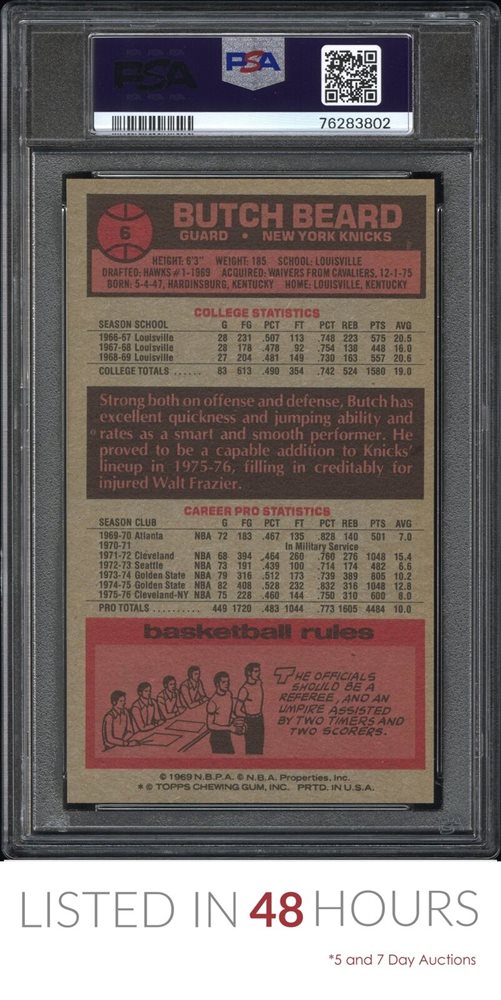 PSA
PSA
76283802
6
BUTCH BEARD
GUARD • NEW YORK KNICKS
HEIGHT: 6'3" WEIGHT: 185 SCHOOL: LOUISVILLE
DRAFTED: HAWKS #1-1969 ACQUIRED: WAIVERS FROM CAVALIERS, 12-1-75
BORN: 5-4-47, HARDINSBURG, KENTUCKY HOME: LOUISVILLE, KENTUCKY
COLLEGE STATISTICS
SEASON SCHOOL G FG PCT FT PCT REB PTS AVG
1966-67 Louisville 28 231 .507 113 .748 223 575 20.5
1967-68 Louisville 28 178 .478 92 .754 138 448 16.0
1968-69 Louisville 27 204 .481 149 .730 163 557 20.6
COLLEGE TOTALS ...... 83 613 .490 354 .742 524 1580 19.0
Strong both on offense and defense, Butch has
excellent quickness and jumping ability and
rates as a smart and smooth performer. He
proved to be a capable addition to Knicks'
lineup in 1975-76, filling in creditably for
injured Walt Frazier.
CAREER PRO STATISTICS
SEASON CLUB G FG PCT FT PCT REB PTS AVG
1969-70 Atlanta NBA 72 183 .467 135 .828 140 501 7.0
1970-71 In Military Service
1971-72 Cleveland NBA 68 394 .464 260 .760 276 1048 15.4
1972-73 Seattle NBA 73 191 .439 100 .714 174 482 6.6
1973-74 Golden State NBA 79 316 .512 173 .739 389 805 10.2
1974-75 Golden State NBA 82 408 .528 232 .832 316 1048 12.8
1975-76 Cleveland-NY NBA 75 228 .460 144 .750 310 600 8.0
PRO TOTALS .......... 449 1720 .483 1044 .773 1605 4484 10.0
basketball rules
THE OFFICIALS
SHOULD BE A
REFEREE, AND AN
UMPIRE ASSISTED
BY TWO TIMERS AND
TWO SCORERS.
© 1969 N.B.P.A. © N.B.A. Properties, Inc.
* © TOPPS CHEWING GUM, INC. PRTD. IN U.S.A.
LISTED IN 48 HOURS
*5 and 7 Day Auctions